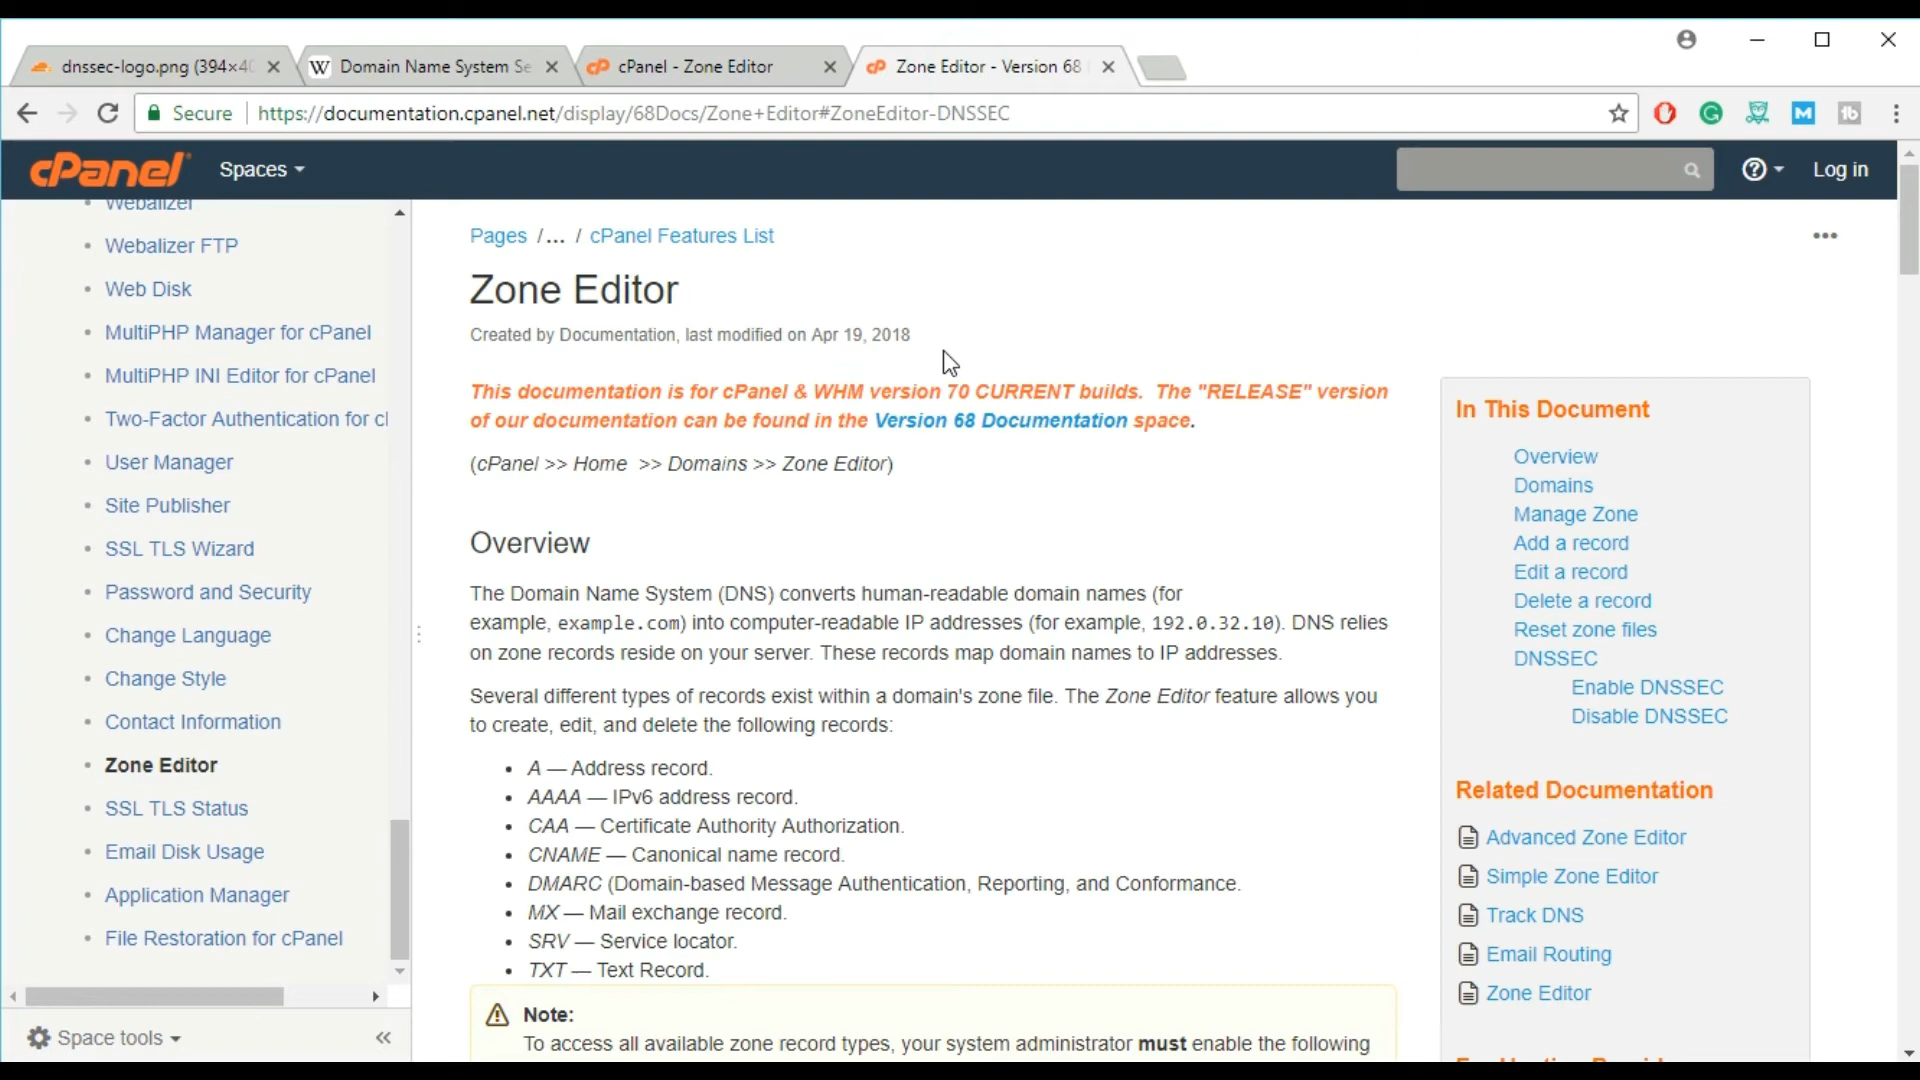 dnssec-logo.png (394×40
Domain Name System Se
cPanel - Zone Editor
Zone Editor - Version 68
Secure
https://documentation.cpanel.net/display/68Docs/Zone+Editor#ZoneEditor-DNSSEC
cPanel
Spaces
Log in
Webalizer
Webalizer FTP
Web Disk
MultiPHP Manager for cPanel
MultiPHP INI Editor for cPanel
Two-Factor Authentication for cl
User Manager
Site Publisher
SSL TLS Wizard
Password and Security
Change Language
Change Style
Contact Information
Zone Editor
SSL TLS Status
Email Disk Usage
Application Manager
File Restoration for cPanel
Space tools
Pages /... / cPanel Features List
Zone Editor
Created by Documentation, last modified on Apr 19, 2018
This documentation is for cPanel & WHM version 70 CURRENT builds. The "RELEASE" version
of our documentation can be found in the Version 68 Documentation space.
(cPanel >> Home >> Domains >> Zone Editor)
Overview
The Domain Name System (DNS) converts human-readable domain names (for
example, example.com) into computer-readable IP addresses (for example, 192.0.32.10). DNS relies
on zone records reside on your server. These records map domain names to IP addresses.
Several different types of records exist within a domain's zone file. The Zone Editor feature allows you
to create, edit, and delete the following records:
• A — Address record.
• AAAA — IPv6 address record.
• CAA — Certificate Authority Authorization.
• CNAME — Canonical name record.
• DMARC (Domain-based Message Authentication, Reporting, and Conformance.
• MX — Mail exchange record.
• SRV — Service locator.
• TXT — Text Record.
Note:
To access all available zone record types, your system administrator must enable the following
In This Document
Overview
Domains
Manage Zone
Add a record
Edit a record
Delete a record
Reset zone files
DNSSEC
Enable DNSSEC
Disable DNSSEC
Related Documentation
Advanced Zone Editor
Simple Zone Editor
Track DNS
Email Routing
Zone Editor